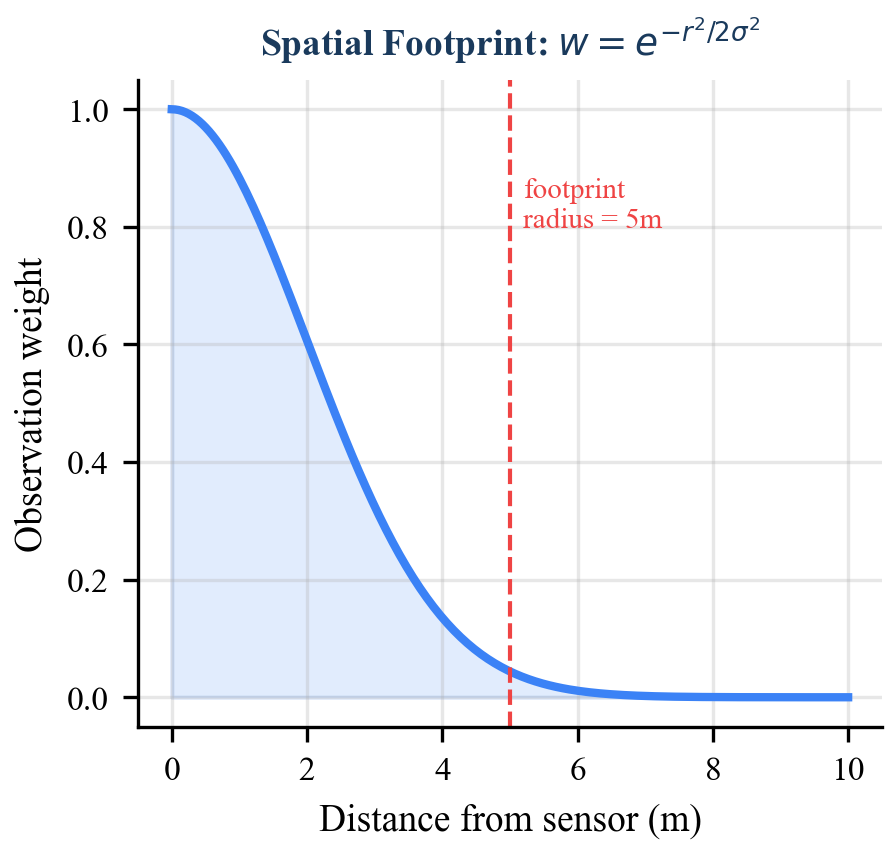 Spatial Footprint: w = e^{-r²/2σ²}
1.0
0.8
0.6
0.4
0.2
0.0
Observation weight
footprint
radius = 5m
0 2 4 6 8 10
Distance from sensor (m)